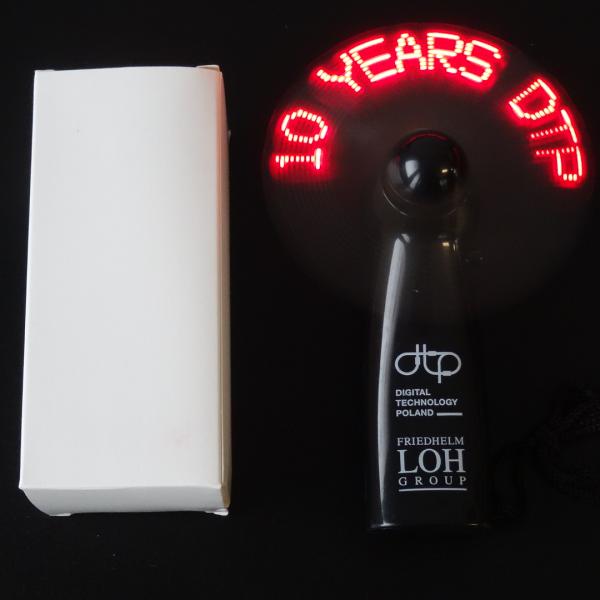 10 YEARS DTP
dtp
DIGITAL
TECHNOLOGY
POLAND
FRIEDHELM
LOH
GROUP